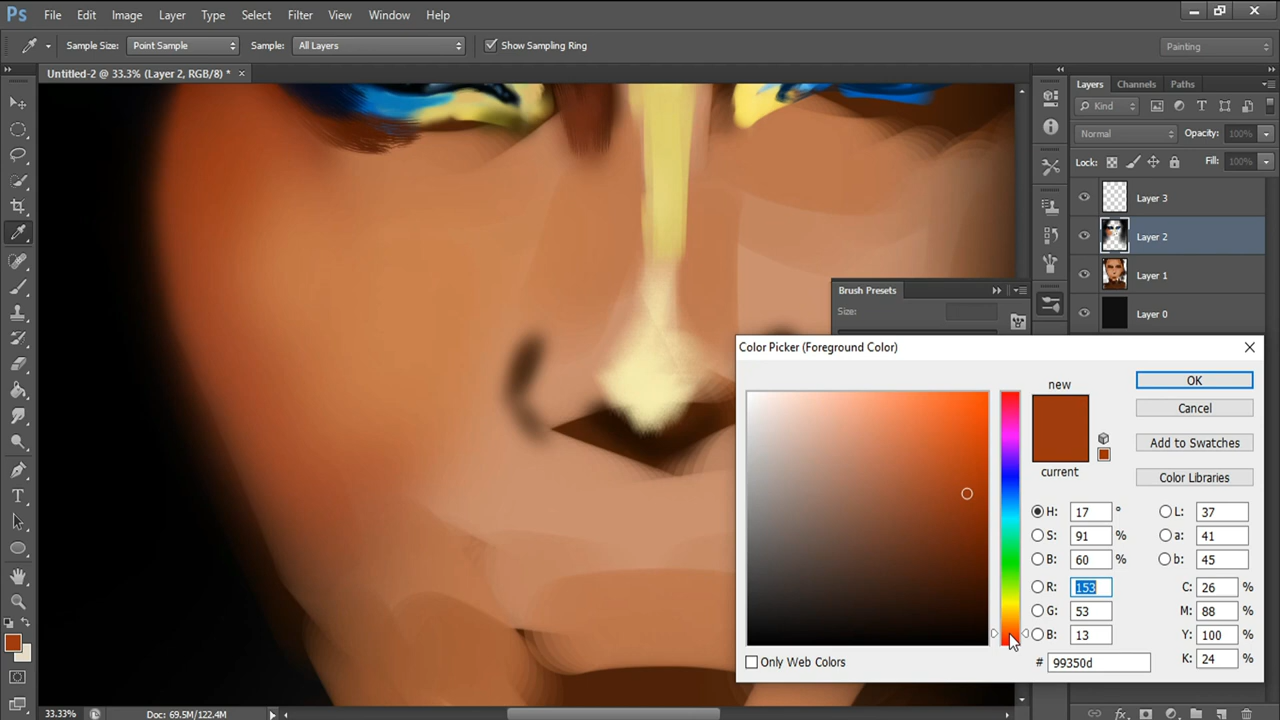 Ps File Edit Image Layer Type Select Filter View Window Help
Sample Size: Point Sample Sample: All Layers Show Sampling Ring Painting
Untitled-2 @ 33.3% (Layer 2, RGB/8) *
Layers Channels Paths
Kind
Normal Opacity: 100%
Lock: Fill: 100%
Layer 3
Layer 2
Layer 1
Layer 0
Brush Presets
Size:
Color Picker (Foreground Color)
new
current
OK
Cancel
Add to Swatches
Color Libraries
H: 17 ° L: 37
S: 91 % a: 41
B: 60 % b: 45
R: 153 C: 26 %
G: 53 M: 88 %
B: 13 Y: 100 %
# 99350d K: 24 %
Only Web Colors
33.33% Doc: 69.5M/122.4M